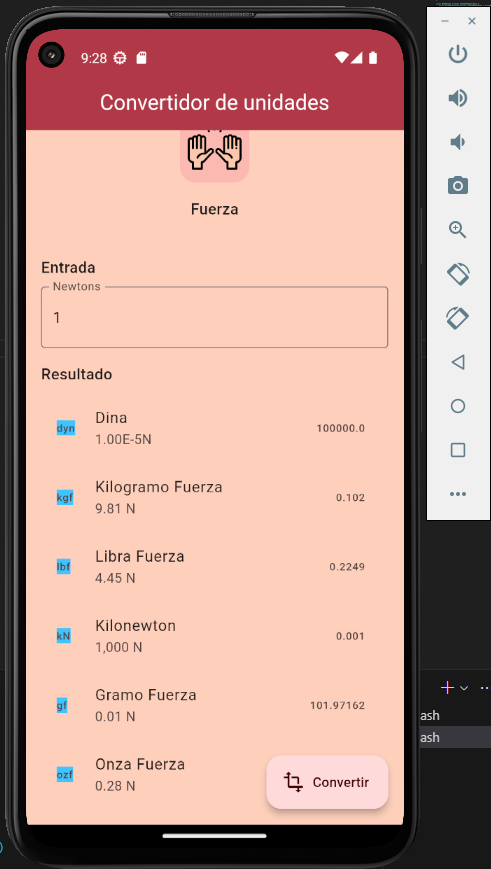 9:28
Convertidor de unidades
Fuerza
Entrada
Newtons
1
Resultado
dyn
Dina
1.00E-5N
100000.0
kgf
Kilogramo Fuerza
9.81 N
0.102
lbf
Libra Fuerza
4.45 N
0.2249
kN
Kilonewton
1,000 N
0.001
gf
Gramo Fuerza
0.01 N
101.97162
ozf
Onza Fuerza
0.28 N
Convertir
ash
ash